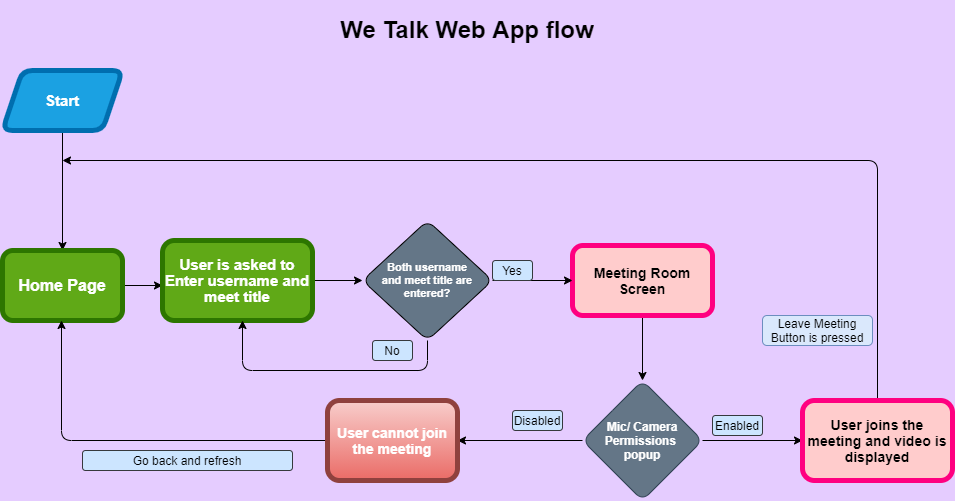 We Talk Web App flow
Start
Home Page
User is asked to
Enter username and
meet title
Both username
and meet title are
entered?
Yes
No
Meeting Room
Screen
Leave Meeting
Button is pressed
Mic/ Camera
Permissions
popup
Disabled
Enabled
User cannot join
the meeting
Go back and refresh
User joins the
meeting and video is
displayed